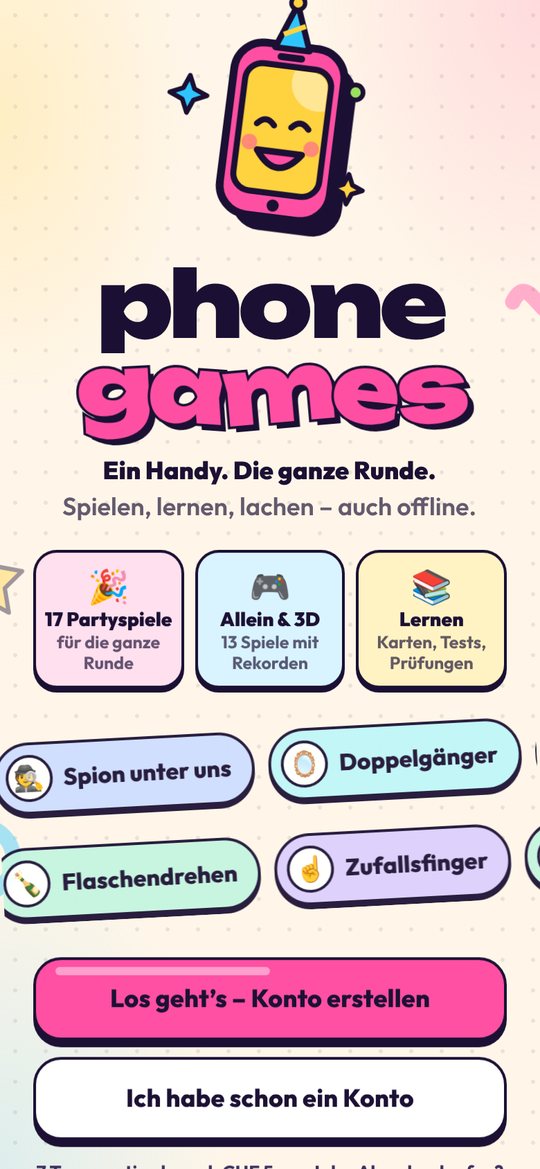 phone
games
Ein Handy. Die ganze Runde.
Spielen, lernen, lachen – auch offline.
17 Partyspiele
für die ganze
Runde
Allein & 3D
13 Spiele mit
Rekorden
Lernen
Karten, Tests,
Prüfungen
Spion unter uns
Doppelgänger
Flaschendrehen
Zufallsfinger
Los geht’s – Konto erstellen
Ich habe schon ein Konto